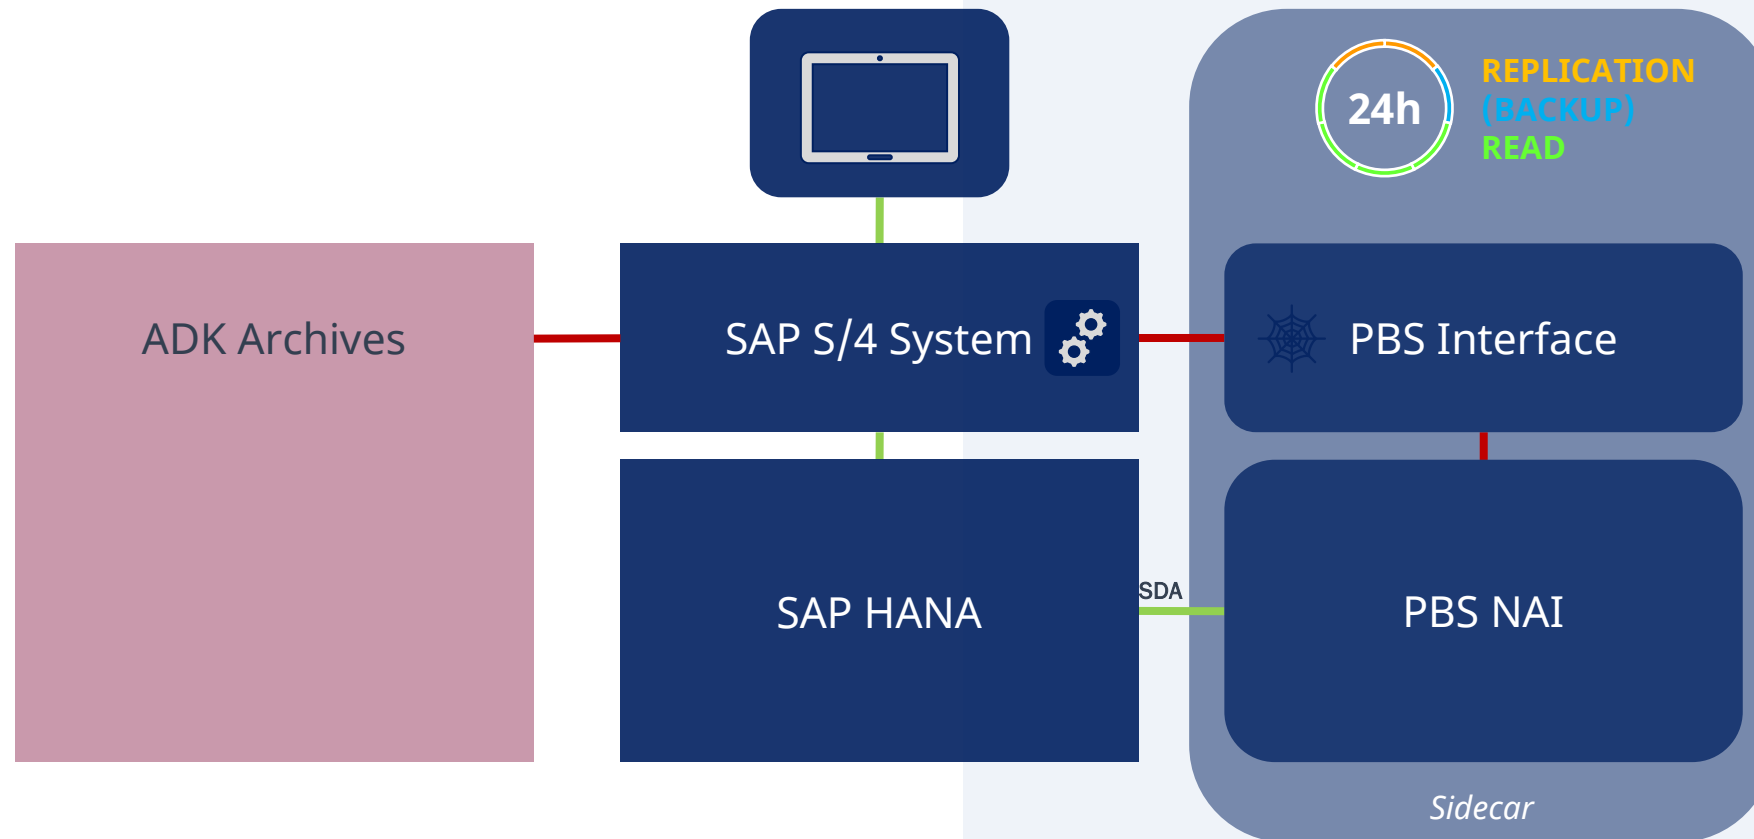 24h
REPLICATION
(BACKUP)
READ
ADK Archives
SAP S/4 System
PBS Interface
SAP HANA
SDA
PBS NAI
Sidecar